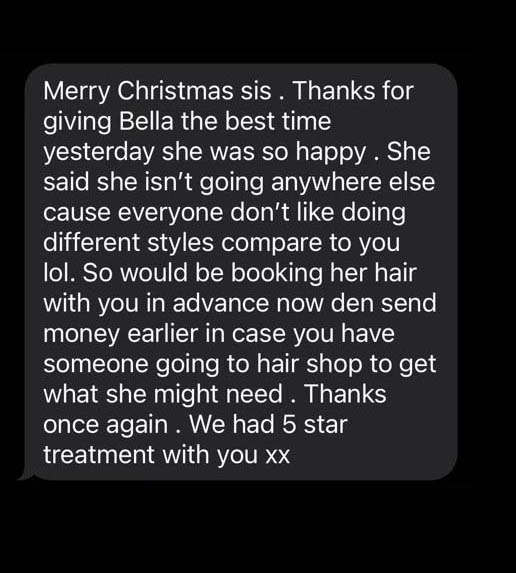 Merry Christmas sis . Thanks for
giving Bella the best time
yesterday she was so happy . She
said she isn’t going anywhere else
cause everyone don’t like doing
different styles compare to you
lol. So would be booking her hair
with you in advance now den send
money earlier in case you have
someone going to hair shop to get
what she might need . Thanks
once again . We had 5 star
treatment with you xx